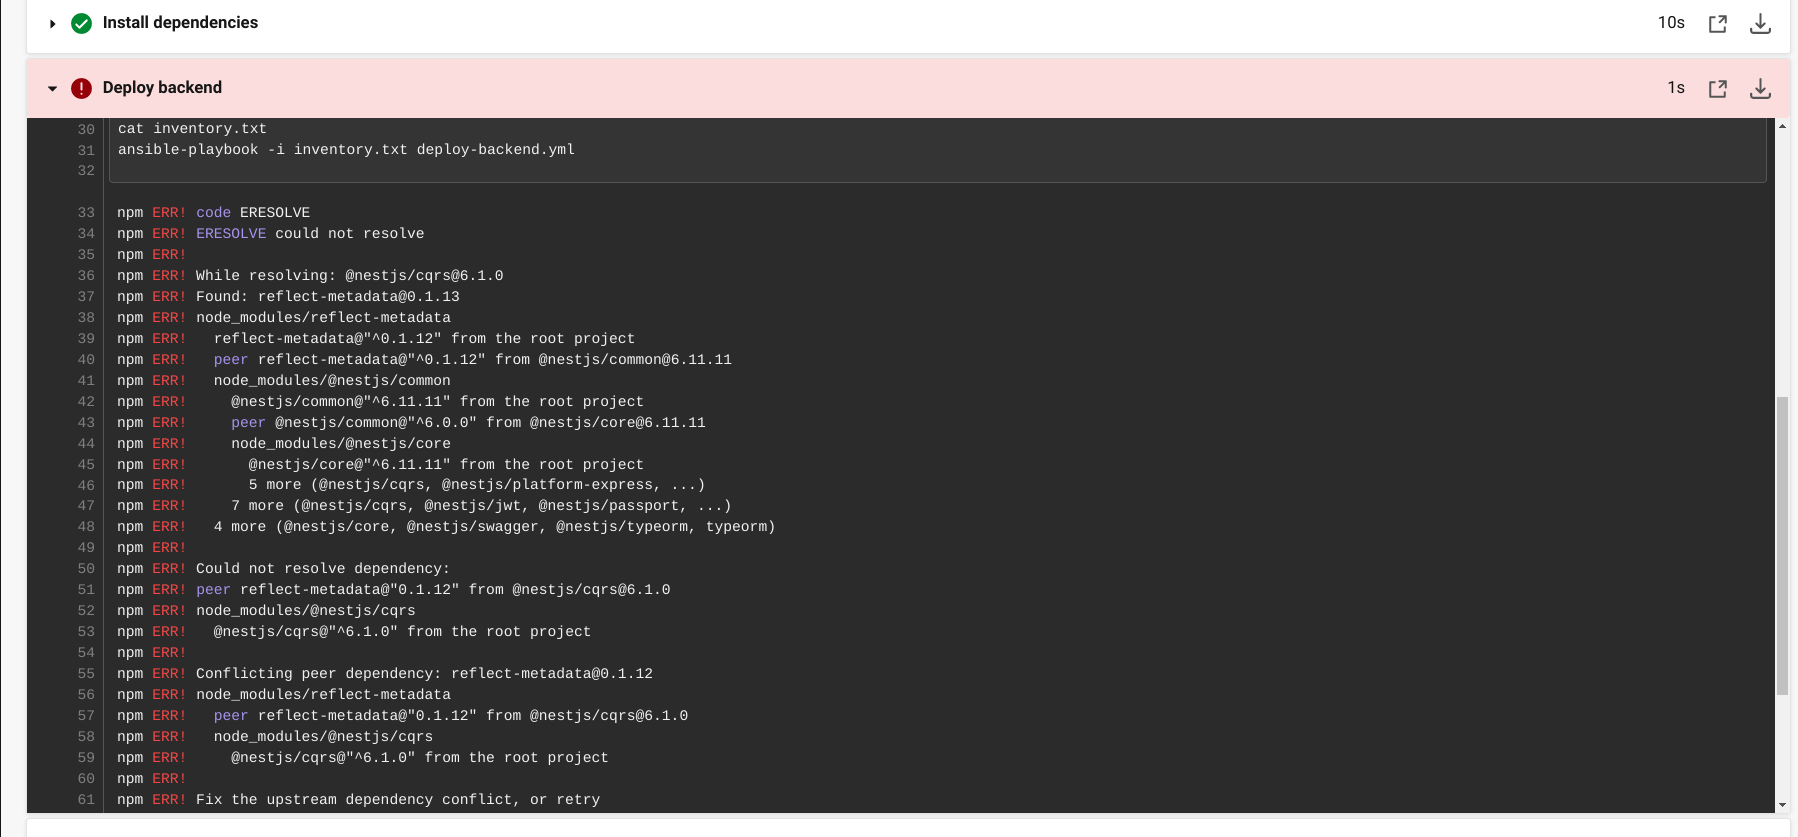 Install dependencies
10s
Deploy backend
1s
30 cat inventory.txt
31 ansible-playbook -i inventory.txt deploy-backend.yml
32
33 npm ERR! code ERESOLVE
34 npm ERR! ERESOLVE could not resolve
35 npm ERR!
36 npm ERR! While resolving: @nestjs/cqrs@6.1.0
37 npm ERR! Found: reflect-metadata@0.1.13
38 npm ERR! node_modules/reflect-metadata
39 npm ERR!   reflect-metadata@"^0.1.12" from the root project
40 npm ERR!   peer reflect-metadata@"^0.1.12" from @nestjs/common@6.11.11
41 npm ERR!   node_modules/@nestjs/common
42 npm ERR!     @nestjs/common@"^6.11.11" from the root project
43 npm ERR!     peer @nestjs/common@"^6.0.0" from @nestjs/core@6.11.11
44 npm ERR!     node_modules/@nestjs/core
45 npm ERR!       @nestjs/core@"^6.11.11" from the root project
46 npm ERR!       5 more (@nestjs/cqrs, @nestjs/platform-express, ...)
47 npm ERR!     7 more (@nestjs/cqrs, @nestjs/jwt, @nestjs/passport, ...)
48 npm ERR!   4 more (@nestjs/core, @nestjs/swagger, @nestjs/typeorm, typeorm)
49 npm ERR!
50 npm ERR! Could not resolve dependency:
51 npm ERR! peer reflect-metadata@"0.1.12" from @nestjs/cqrs@6.1.0
52 npm ERR! node_modules/@nestjs/cqrs
53 npm ERR!   @nestjs/cqrs@"^6.1.0" from the root project
54 npm ERR!
55 npm ERR! Conflicting peer dependency: reflect-metadata@0.1.12
56 npm ERR! node_modules/reflect-metadata
57 npm ERR!   peer reflect-metadata@"0.1.12" from @nestjs/cqrs@6.1.0
58 npm ERR!   node_modules/@nestjs/cqrs
59 npm ERR!     @nestjs/cqrs@"^6.1.0" from the root project
60 npm ERR!
61 npm ERR! Fix the upstream dependency conflict, or retry